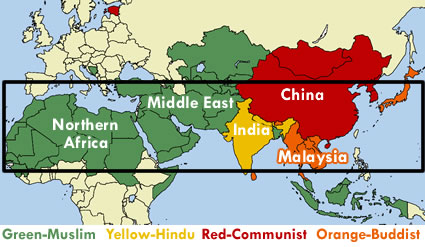 China
Middle East
Northern
Africa
India
Malaysia
Green-Muslim Yellow-Hindu Red-Communist Orange-Buddist